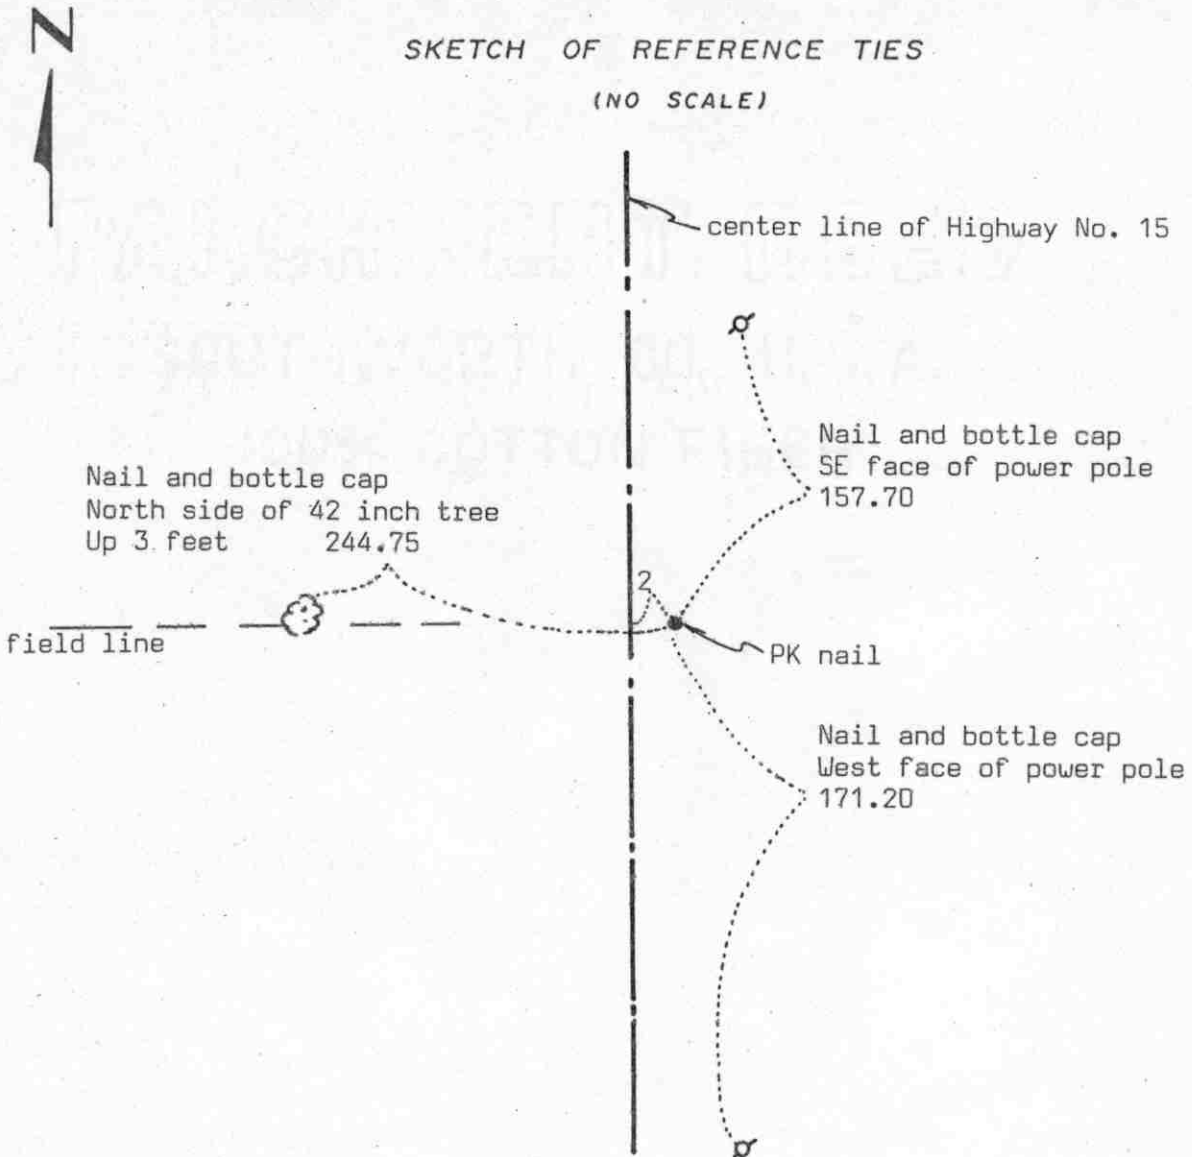 N
SKETCH OF REFERENCE TIES
(NO SCALE)
center line of Highway No. 15
Nail and bottle cap
SE face of power pole
157.70
Nail and bottle cap
North side of 42 inch tree
Up 3 feet 244.75
2
field line
PK nail
Nail and bottle cap
West face of power pole
171.20